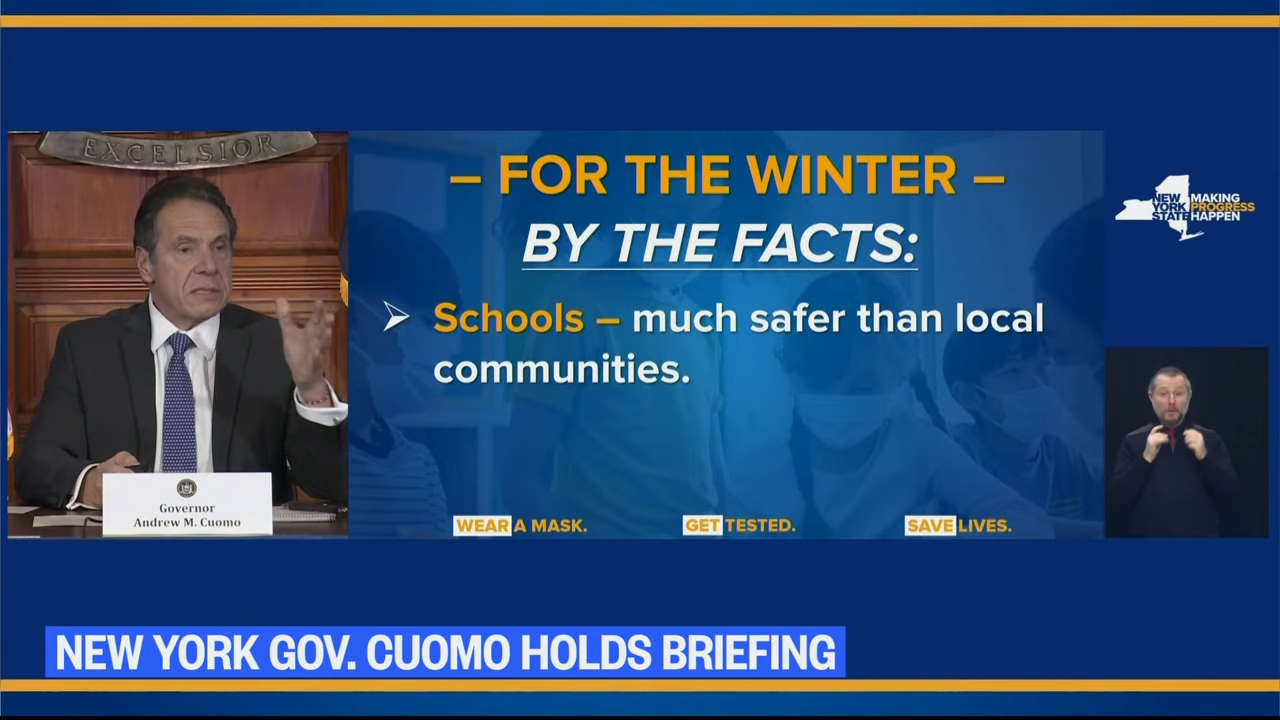 EXCELSIOR
– FOR THE WINTER –
BY THE FACTS:
➢ Schools – much safer than local
communities.
WEAR A MASK.
GET TESTED.
SAVE LIVES.
Governor
Andrew M. Cuomo
NEW
YORK
STATE
MAKING
PROGRESS
HAPPEN
NEW YORK GOV. CUOMO HOLDS BRIEFING